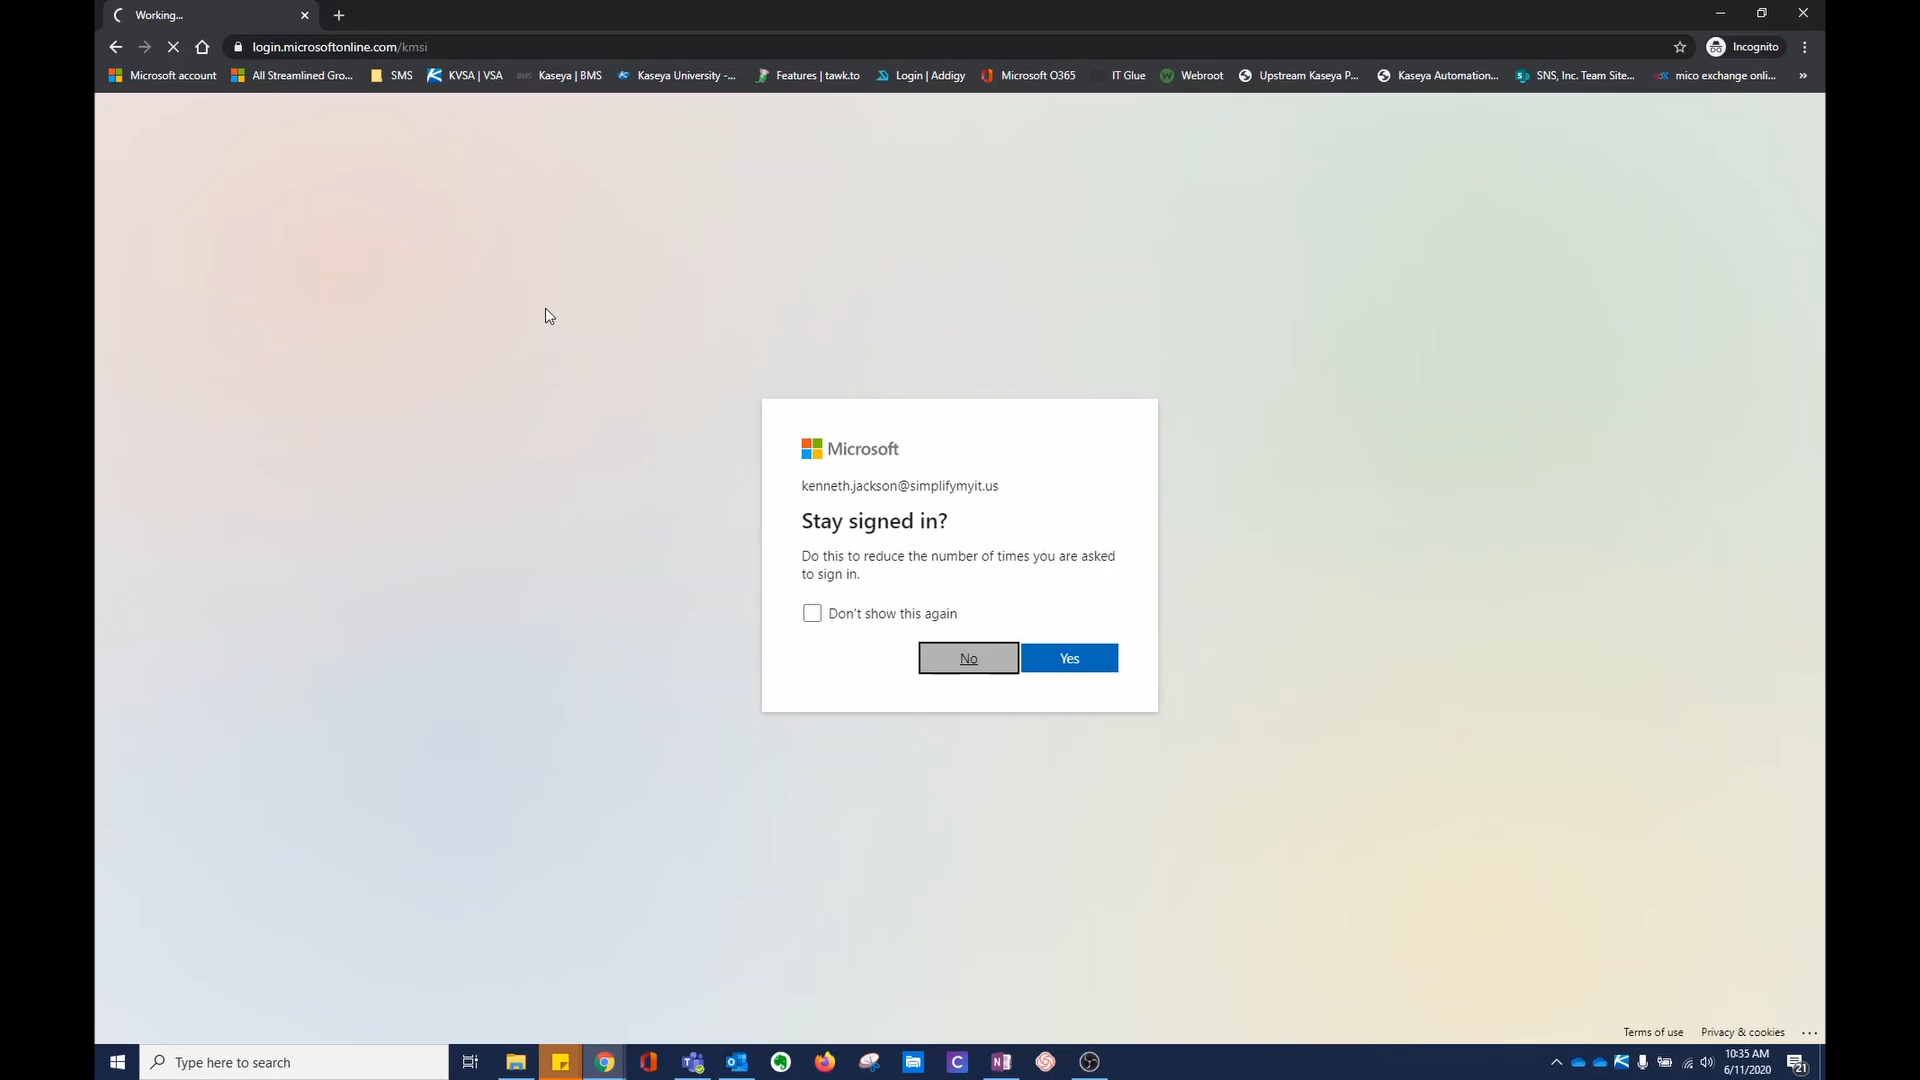 Working...
login.microsoftonline.com/kmsi
Incognito
Microsoft account
All Streamlined Gro...
SMS
KVSA | VSA
BMS
Kaseya | BMS
Kaseya University -...
Features | tawk.to
Login | Addigy
Microsoft O365
IT Glue
Webroot
Upstream Kaseya P...
Kaseya Automation...
SNS, Inc. Team Site...
mico exchange onli...
»
Microsoft
kenneth.jackson@simplifymyit.us
Stay signed in?
Do this to reduce the number of times you are asked
to sign in.
Don't show this again
No
Yes
Terms of use
Privacy & cookies
...
Type here to search
10:35 AM
6/11/2020
21